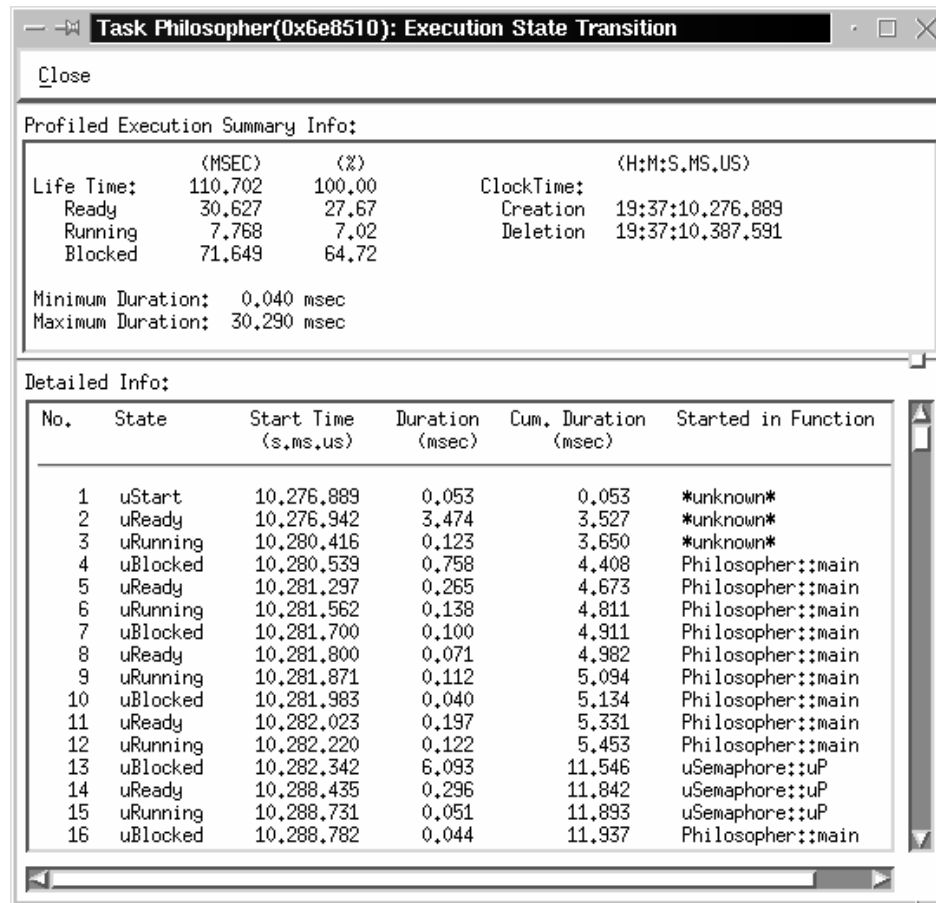 Task Philosopher(0x6e8510): Execution State Transition
Close
Profiled Execution Summary Info:
(MSEC) (%) (H:M:S.MS.US)
Life Time: 110.702 100.00 ClockTime:
Ready 30.627 27.67 Creation 19:37:10.276.889
Running 7.768 7.02 Deletion 19:37:10.387.591
Blocked 71.649 64.72
Minimum Duration: 0.040 msec
Maximum Duration: 30.290 msec
Detailed Info:
No. State Start Time Duration Cum. Duration Started in Function
(s.ms.us) (msec) (msec)
1 uStart 10.276.889 0.053 0.053 *unknown*
2 uReady 10.276.942 3.474 3.527 *unknown*
3 uRunning 10.280.416 0.123 3.650 *unknown*
4 uBlocked 10.280.539 0.758 4.408 Philosopher::main
5 uReady 10.281.297 0.265 4.673 Philosopher::main
6 uRunning 10.281.562 0.138 4.811 Philosopher::main
7 uBlocked 10.281.700 0.100 4.911 Philosopher::main
8 uReady 10.281.800 0.071 4.982 Philosopher::main
9 uRunning 10.281.871 0.112 5.094 Philosopher::main
10 uBlocked 10.281.983 0.040 5.134 Philosopher::main
11 uReady 10.282.023 0.197 5.331 Philosopher::main
12 uRunning 10.282.220 0.122 5.453 Philosopher::main
13 uBlocked 10.282.342 6.093 11.546 uSemaphore::uP
14 uReady 10.288.435 0.296 11.842 uSemaphore::uP
15 uRunning 10.288.731 0.051 11.893 uSemaphore::uP
16 uBlocked 10.288.782 0.044 11.937 Philosopher::main